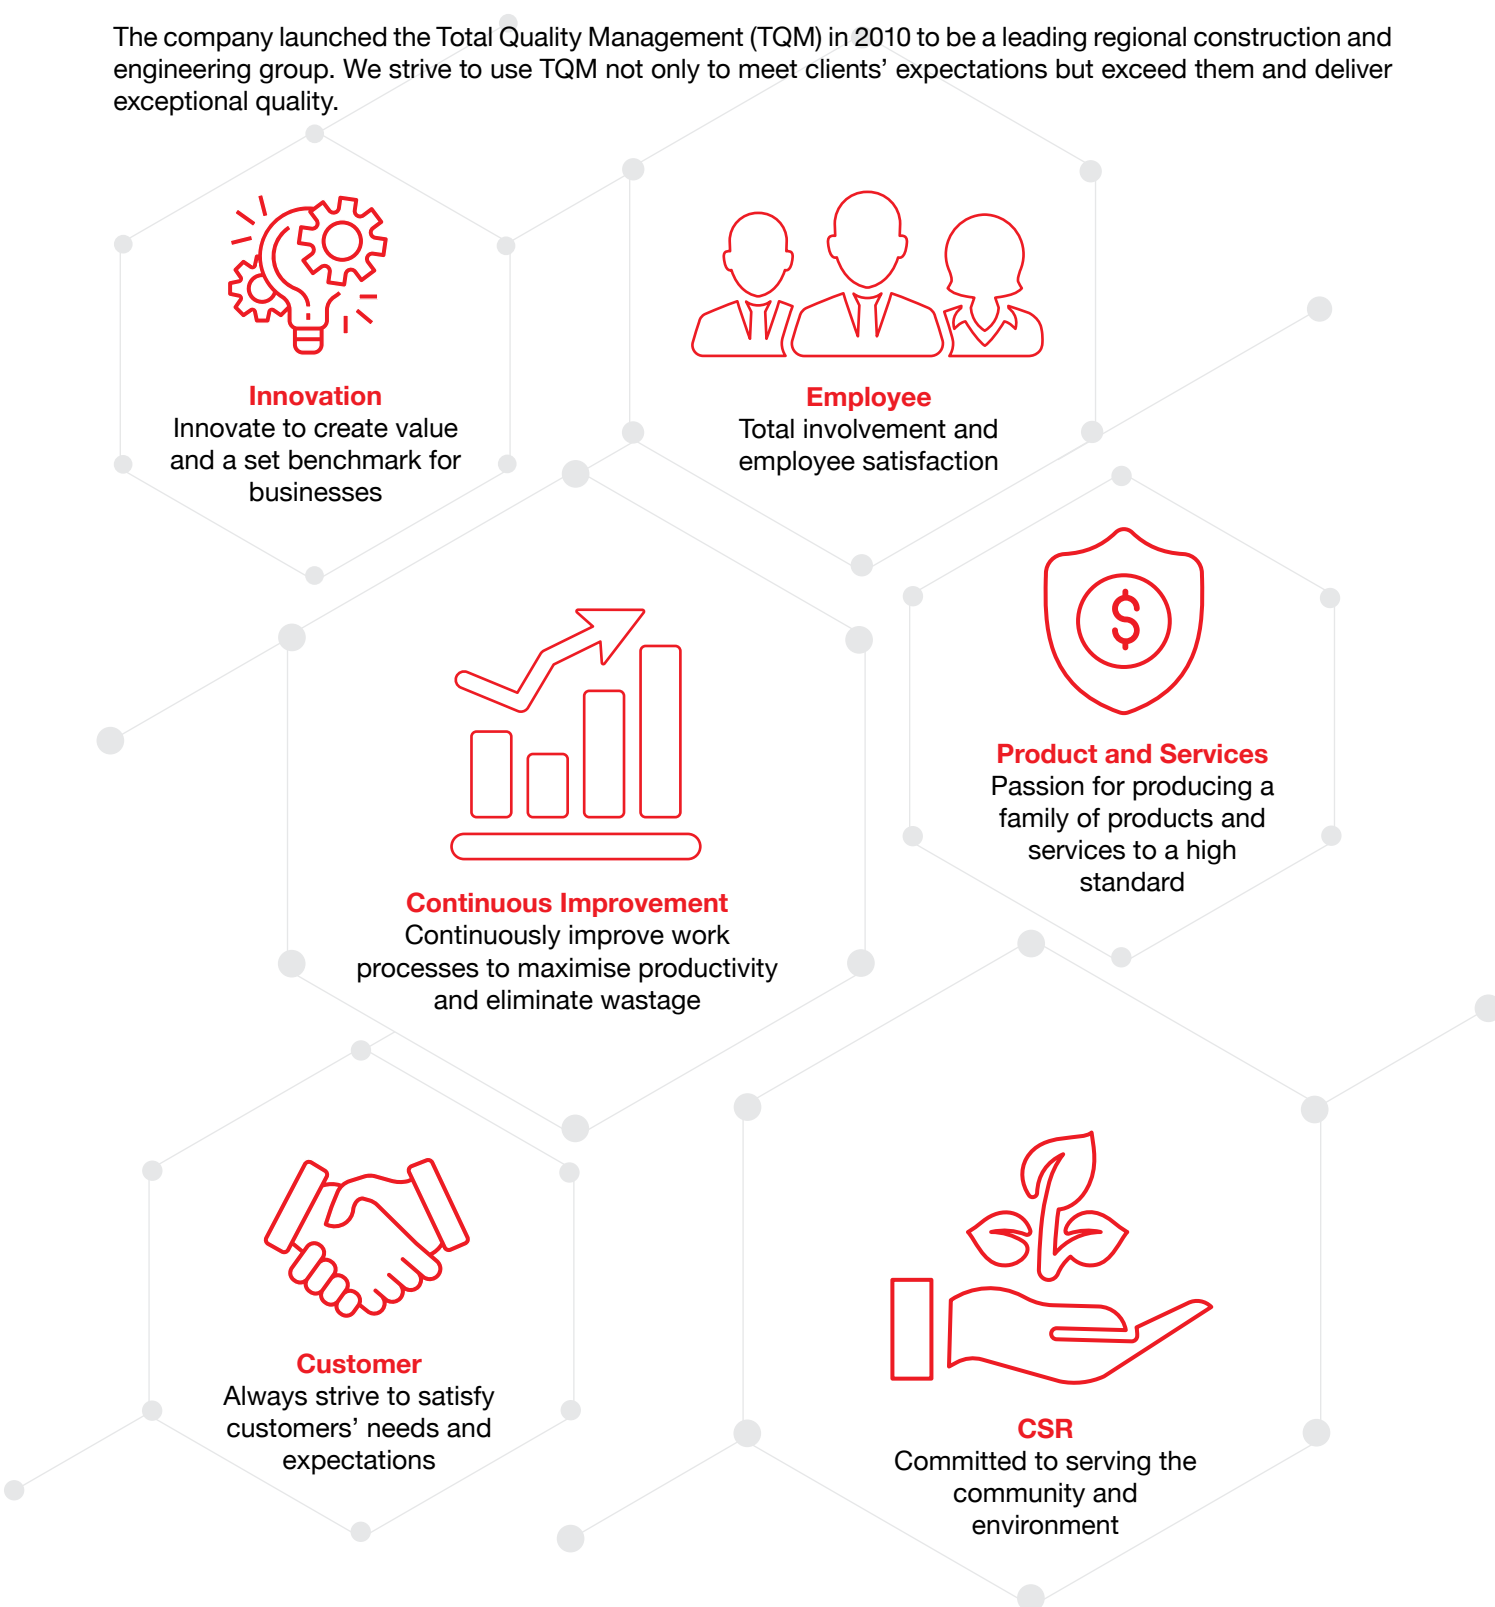 The company launched the Total Quality Management (TQM) in 2010 to be a leading regional construction and
engineering group. We strive to use TQM not only to meet clients’ expectations but exceed them and deliver
exceptional quality.
Innovation
Innovate to create value
and a set benchmark for
businesses
Employee
Total involvement and
employee satisfaction
$
Product and Services
Passion for producing a
family of products and
services to a high
standard
Continuous Improvement
Continuously improve work
processes to maximise productivity
and eliminate wastage
Customer
Always strive to satisfy
customers’ needs and
expectations
CSR
Committed to serving the
community and
environment